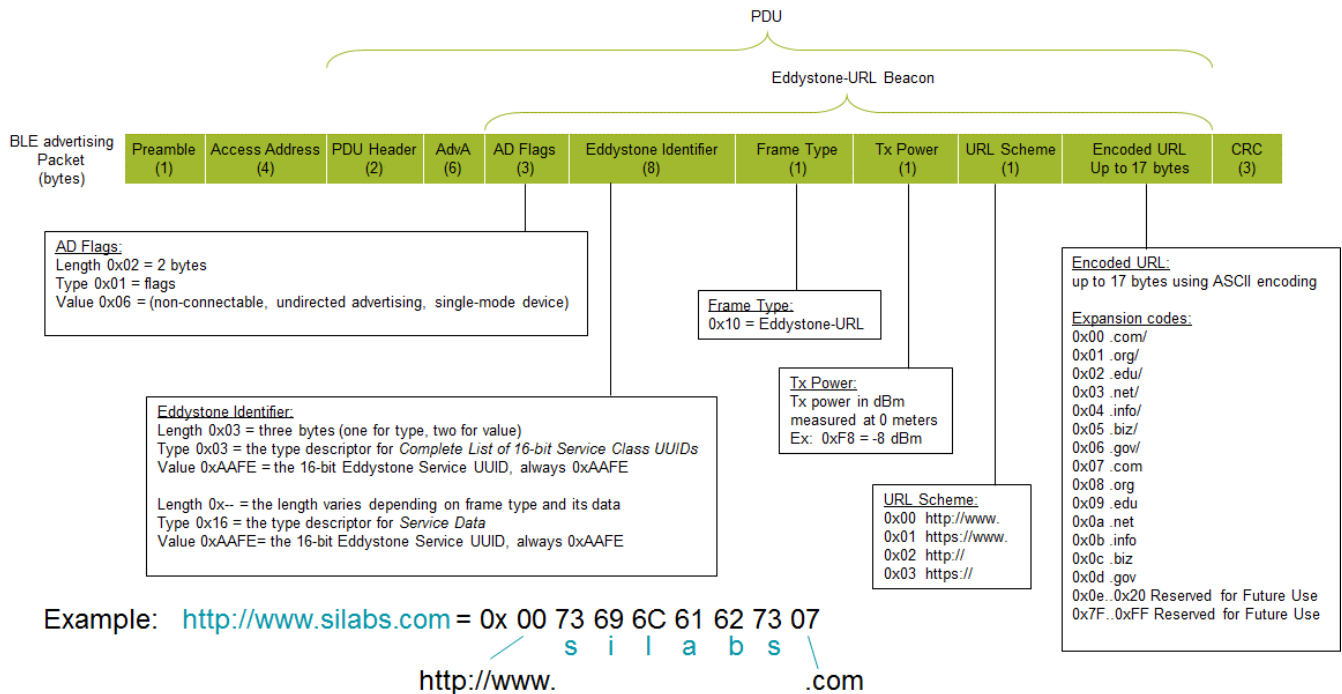 PDU
Eddystone-URL Beacon
BLE advertising
Packet
(bytes)
Preamble
(1)
Access Address
(4)
PDU Header
(2)
AdvA
(6)
AD Flags
(3)
Eddystone Identifier
(8)
Frame Type
(1)
Tx Power
(1)
URL Scheme
(1)
Encoded URL
Up to 17 bytes
CRC
(3)
AD Flags:
Length 0x02 = 2 bytes
Type 0x01 = flags
Value 0x06 = (non-connectable, undirected advertising, single-mode device)
Eddystone Identifier:
Length 0x03 = three bytes (one for type, two for value)
Type 0x03 = the type descriptor for Complete List of 16-bit Service Class UUIDs
Value 0xAAFE = the 16-bit Eddystone Service UUID, always 0xAAFE
Length 0x-- = the length varies depending on frame type and its data
Type 0x16 = the type descriptor for Service Data
Value 0xAAFE= the 16-bit Eddystone Service UUID, always 0xAAFE
Frame Type:
0x10 = Eddystone-URL
Tx Power:
Tx power in dBm
measured at 0 meters
Ex: 0xF8 = -8 dBm
URL Scheme:
0x00 http://www.
0x01 https://www.
0x02 http://
0x03 https://
Encoded URL:
up to 17 bytes using ASCII encoding
Expansion codes:
0x00 .com/
0x01 .org/
0x02 .edu/
0x03 .net/
0x04 .info/
0x05 .biz/
0x06 .gov/
0x07 .com
0x08 .org
0x09 .edu
0x0a .net
0x0b .info
0x0c .biz
0x0d .gov
0x0e..0x20 Reserved for Future Use
0x7F..0xFF Reserved for Future Use
Example: http://www.silabs.com = 0x 00 73 69 6C 61 62 73 07
s i l a b s
http://www. .com